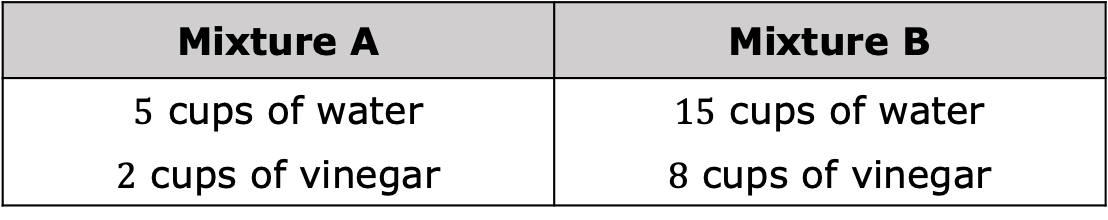 Mixture A
Mixture B
5 cups of water
15 cups of water
2 cups of vinegar
8 cups of vinegar